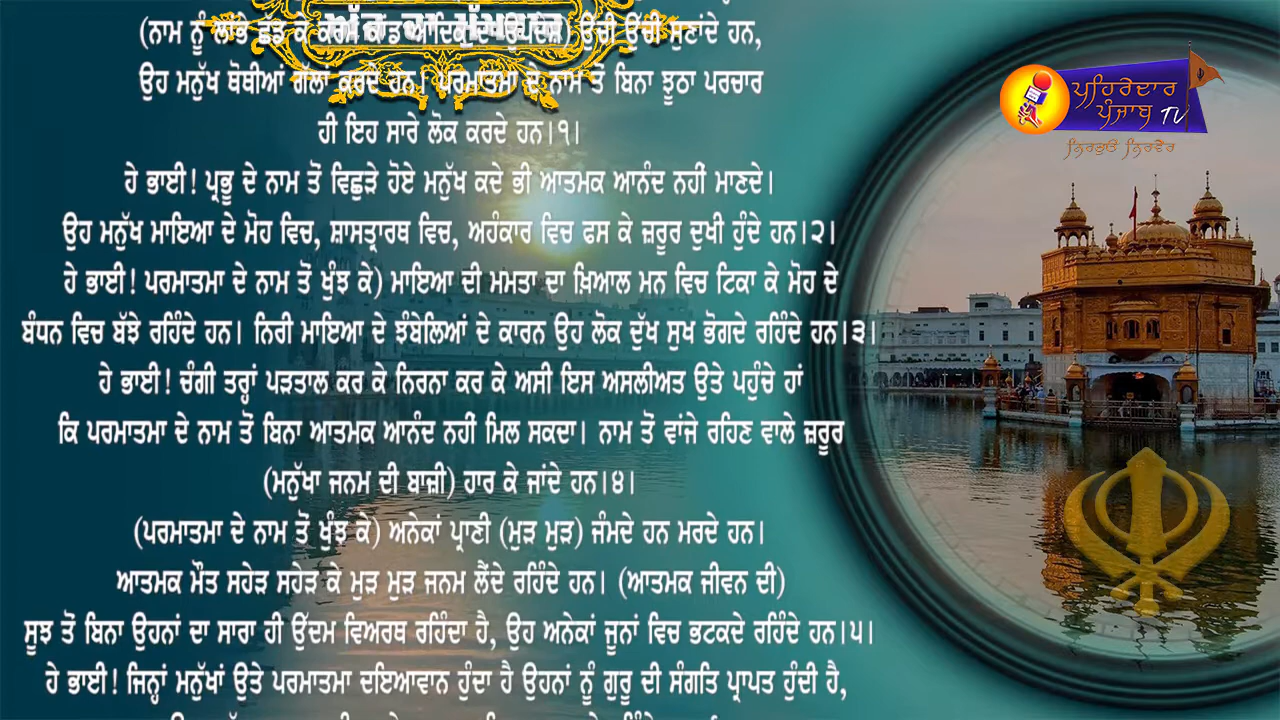 (ਨਾਮ ਨੂੰ ਲਾਂਭੇ ਛੱਡ ਕੇ ਕਰਮ ਕਾਂਡ ਆਦਿਕ ਦਾ ਉਪਦੇਸ਼) ਉੱਚੀ ਉੱਚੀ ਸੁਣਾਂਦੇ ਹਨ,
ਉਹ ਮਨੁੱਖ ਥੋਥੀਆਂ ਗੱਲਾਂ ਕਰਦੇ ਹਨ। ਪਰਮਾਤਮਾ ਦੇ ਨਾਮ ਤੋਂ ਬਿਨਾ ਝੂਠਾ ਪਰਚਾਰ
ਹੀ ਇਹ ਸਾਰੇ ਲੋਕ ਕਰਦੇ ਹਨ।੧।
ਹੇ ਭਾਈ! ਪ੍ਰਭੂ ਦੇ ਨਾਮ ਤੋਂ ਵਿਛੁੜੇ ਹੋਏ ਮਨੁੱਖ ਕਦੇ ਭੀ ਆਤਮਕ ਆਨੰਦ ਨਹੀਂ ਮਾਣਦੇ।
ਉਹ ਮਨੁੱਖ ਮਾਇਆ ਦੇ ਮੋਹ ਵਿਚ, ਸ਼ਾਸਤ੍ਰਾਰਥ ਵਿਚ, ਅਹੰਕਾਰ ਵਿਚ ਫਸ ਕੇ ਜ਼ਰੂਰ ਦੁਖੀ ਹੁੰਦੇ ਹਨ।੨।
ਹੇ ਭਾਈ! ਪਰਮਾਤਮਾ ਦੇ ਨਾਮ ਤੋਂ ਖੁੰਝ ਕੇ) ਮਾਇਆ ਦੀ ਮਮਤਾ ਦਾ ਖ਼ਿਆਲ ਮਨ ਵਿਚ ਟਿਕਾ ਕੇ ਮੋਹ ਦੇ
ਬੰਧਨ ਵਿਚ ਬੱਝੇ ਰਹਿੰਦੇ ਹਨ। ਨਿਰੀ ਮਾਇਆ ਦੇ ਝੰਬੇਲਿਆਂ ਦੇ ਕਾਰਨ ਉਹ ਲੋਕ ਦੁੱਖ ਸੁਖ ਭੋਗਦੇ ਰਹਿੰਦੇ ਹਨ।੩।
ਹੇ ਭਾਈ! ਚੰਗੀ ਤਰ੍ਹਾਂ ਪੜਤਾਲ ਕਰ ਕੇ ਨਿਰਨਾ ਕਰ ਕੇ ਅਸੀ ਇਸ ਅਸਲੀਅਤ ਉਤੇ ਪਹੁੰਚੇ ਹਾਂ
ਕਿ ਪਰਮਾਤਮਾ ਦੇ ਨਾਮ ਤੋਂ ਬਿਨਾ ਆਤਮਕ ਆਨੰਦ ਨਹੀਂ ਮਿਲ ਸਕਦਾ। ਨਾਮ ਤੋਂ ਵਾਂਜੇ ਰਹਿਣ ਵਾਲੇ ਜ਼ਰੂਰ
(ਮਨੁੱਖਾ ਜਨਮ ਦੀ ਬਾਜ਼ੀ) ਹਾਰ ਕੇ ਜਾਂਦੇ ਹਨ।੪।
(ਪਰਮਾਤਮਾ ਦੇ ਨਾਮ ਤੋਂ ਖੁੰਝ ਕੇ) ਅਨੇਕਾਂ ਪ੍ਰਾਣੀ (ਮੁੜ ਮੁੜ) ਜੰਮਦੇ ਹਨ ਮਰਦੇ ਹਨ।
ਆਤਮਕ ਮੌਤ ਸਹੇੜ ਸਹੇੜ ਕੇ ਮੁੜ ਮੁੜ ਜਨਮ ਲੈਂਦੇ ਰਹਿੰਦੇ ਹਨ। (ਆਤਮਕ ਜੀਵਨ ਦੀ)
ਸੂਝ ਤੋਂ ਬਿਨਾ ਉਹਨਾਂ ਦਾ ਸਾਰਾ ਹੀ ਉੱਦਮ ਵਿਅਰਥ ਰਹਿੰਦਾ ਹੈ, ਉਹ ਅਨੇਕਾਂ ਜੂਨਾਂ ਵਿਚ ਭਟਕਦੇ ਰਹਿੰਦੇ ਹਨ।੫।
ਹੇ ਭਾਈ! ਜਿਨ੍ਹਾਂ ਮਨੁੱਖਾਂ ਉਤੇ ਪਰਮਾਤਮਾ ਦਇਆਵਾਨ ਹੁੰਦਾ ਹੈ ਉਹਨਾਂ ਨੂੰ ਗੁਰੂ ਦੀ ਸੰਗਤਿ ਪ੍ਰਾਪਤ ਹੁੰਦੀ ਹੈ,
ਪਹਿਰੇਦਾਰ
ਪੰਜਾਬ TV
ਨਿਰਭਾਓ ਨਿਰਵੈਰ